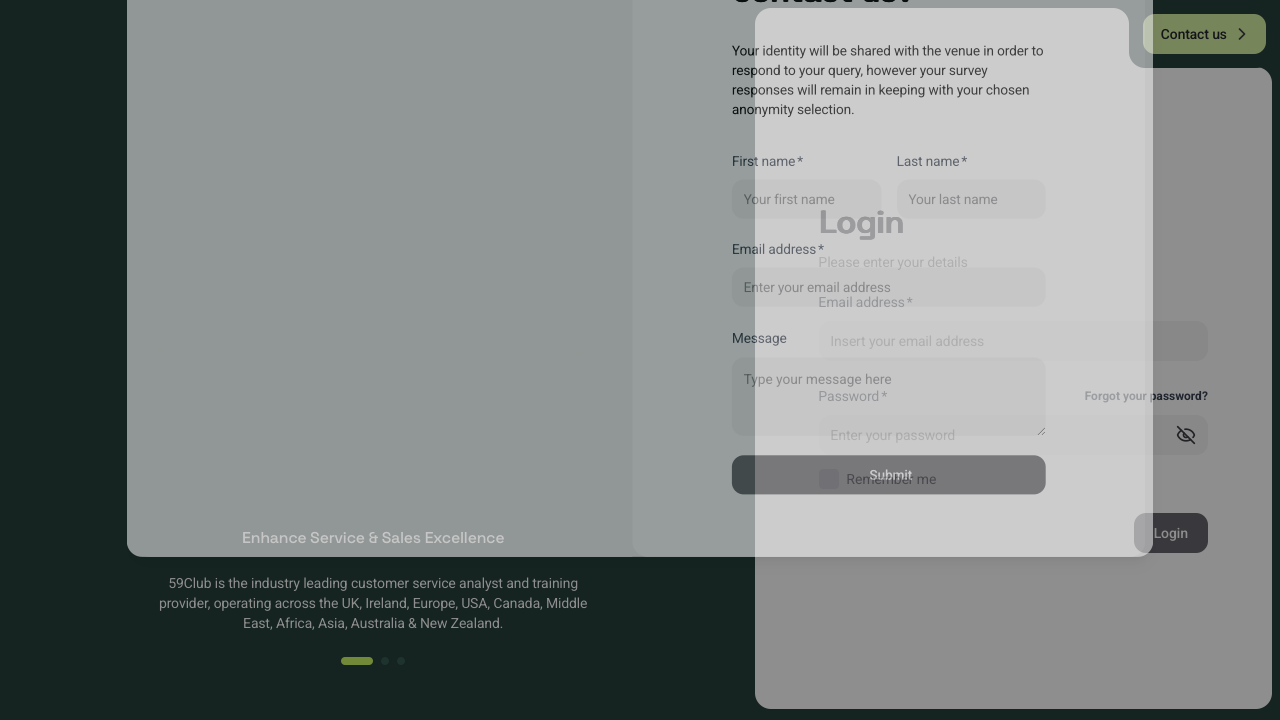 contact us?
Contact us
Your identity will be shared with the venue in order to
respond to your query, however your survey
responses will remain in keeping with your chosen
anonymity selection.
First name*
Last name*
Your first name
Your last name
Login
Email address*
Please enter your details
Enter your email address
Email address*
Message
Insert your email address
Type your message here
Password*
Forgot your password?
Enter your password
Submit
Remember me
Login
Enhance Service & Sales Excellence
59Club is the industry leading customer service analyst and training
provider, operating across the UK, Ireland, Europe, USA, Canada, Middle
East, Africa, Asia, Australia & New Zealand.